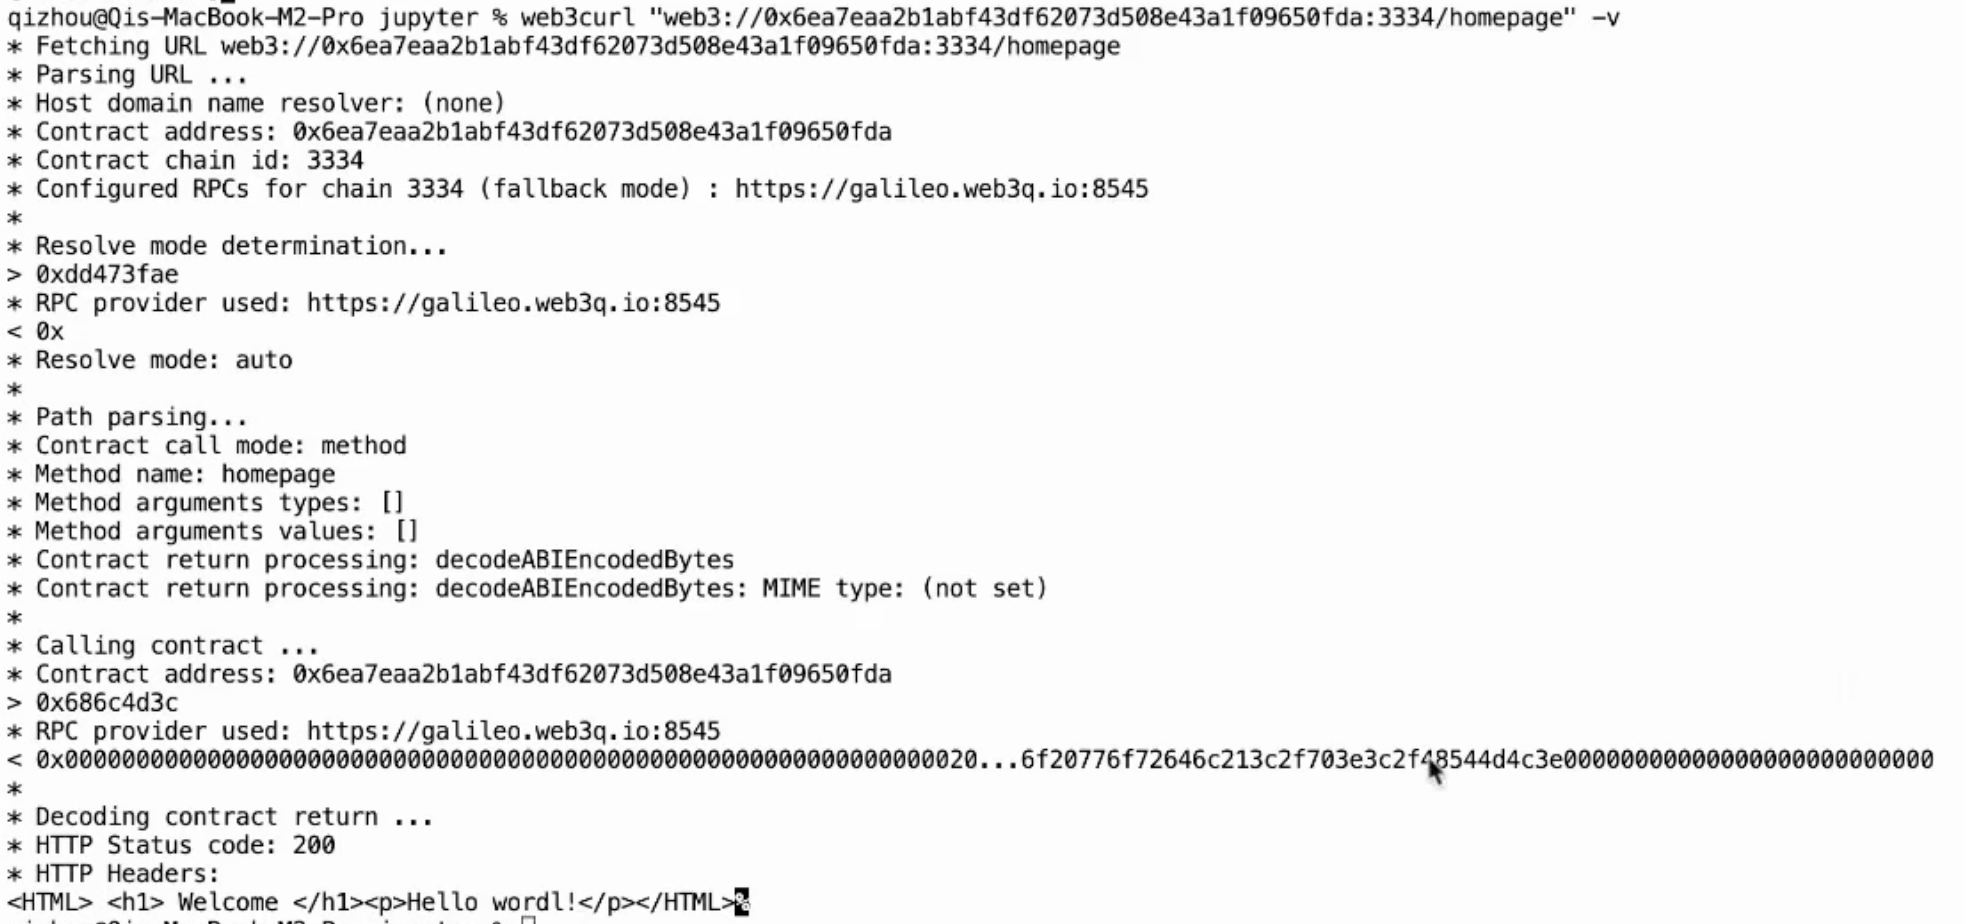 qizhou@Qis-MacBook-M2-Pro jupyter % web3curl "web3://0x6ea7eaa2b1abf43df62073d508e43a1f09650fda:3334/homepage" -v
* Fetching URL web3://0x6ea7eaa2b1abf43df62073d508e43a1f09650fda:3334/homepage
* Parsing URL ...
* Host domain name resolver: (none)
* Contract address: 0x6ea7eaa2b1abf43df62073d508e43a1f09650fda
* Contract chain id: 3334
* Configured RPCs for chain 3334 (fallback mode) : https://galileo.web3q.io:8545
*
* Resolve mode determination...
> 0xdd473fae
* RPC provider used: https://galileo.web3q.io:8545
< 0x
* Resolve mode: auto
*
* Path parsing...
* Contract call mode: method
* Method name: homepage
* Method arguments types: []
* Method arguments values: []
* Contract return processing: decodeABIEncodedBytes
* Contract return processing: decodeABIEncodedBytes: MIME type: (not set)
*
* Calling contract ...
* Contract address: 0x6ea7eaa2b1abf43df62073d508e43a1f09650fda
> 0x686c4d3c
* RPC provider used: https://galileo.web3q.io:8545
< 0x0000000000000000000000000000000000000000000000000000000000000020...6f20776f72646c213c2f703e3c2f48544d4c3e00000000000000000000000000
*
* Decoding contract return ...
* HTTP Status code: 200
* HTTP Headers:
<HTML> <h1> Welcome </h1><p>Hello wordl!</p></HTML>%